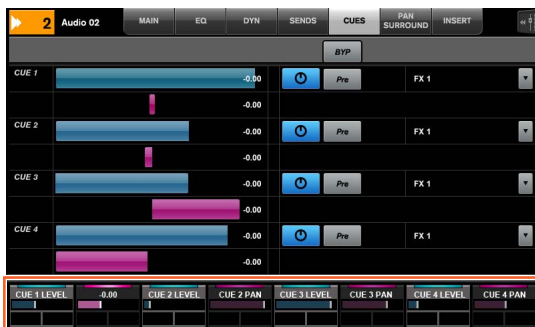 2 Audio 02 MAIN EQ DYN SENDS CUES PAN SURROUND INSERT
BYP
CUE 1 -0.00 Pre FX 1
-0.00
CUE 2 -0.00 Pre FX 1
-0.00
CUE 3 -0.00 Pre FX 1
-0.00
CUE 4 -0.00 Pre FX 1
-0.00
CUE 1 LEVEL -0.00 CUE 2 LEVEL CUE 2 PAN CUE 3 LEVEL CUE 3 PAN CUE 4 LEVEL CUE 4 PAN